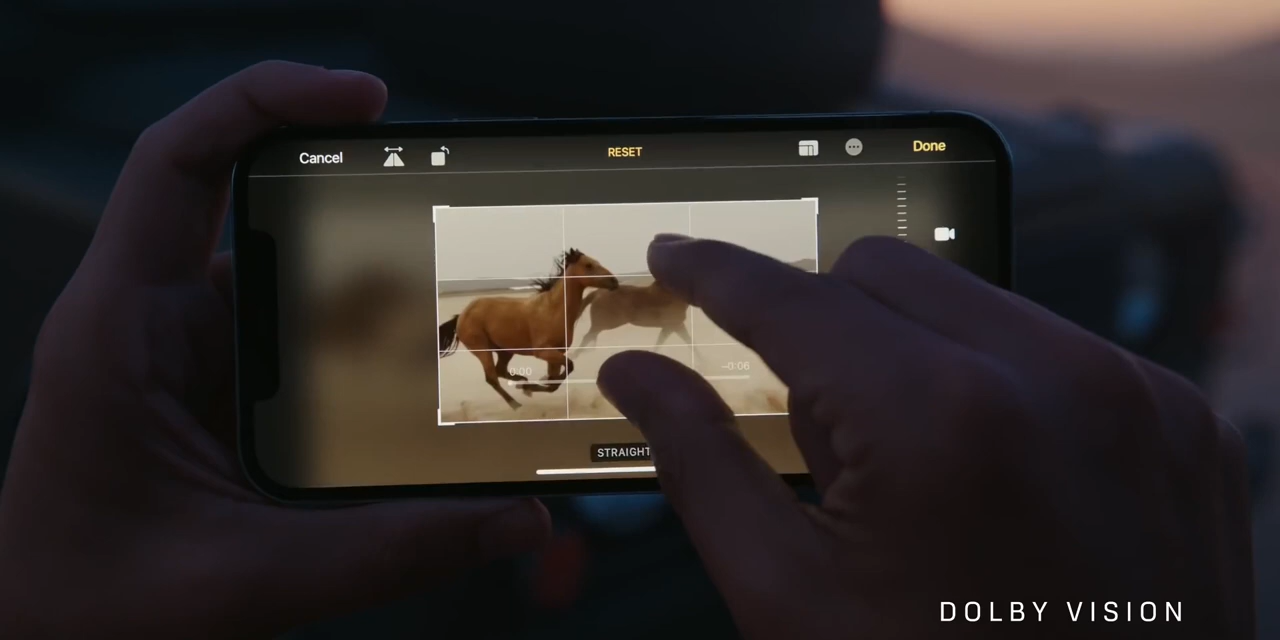 Cancel
RESET
Done
0:00
-0:06
STRAIGHT
DOLBY VISION